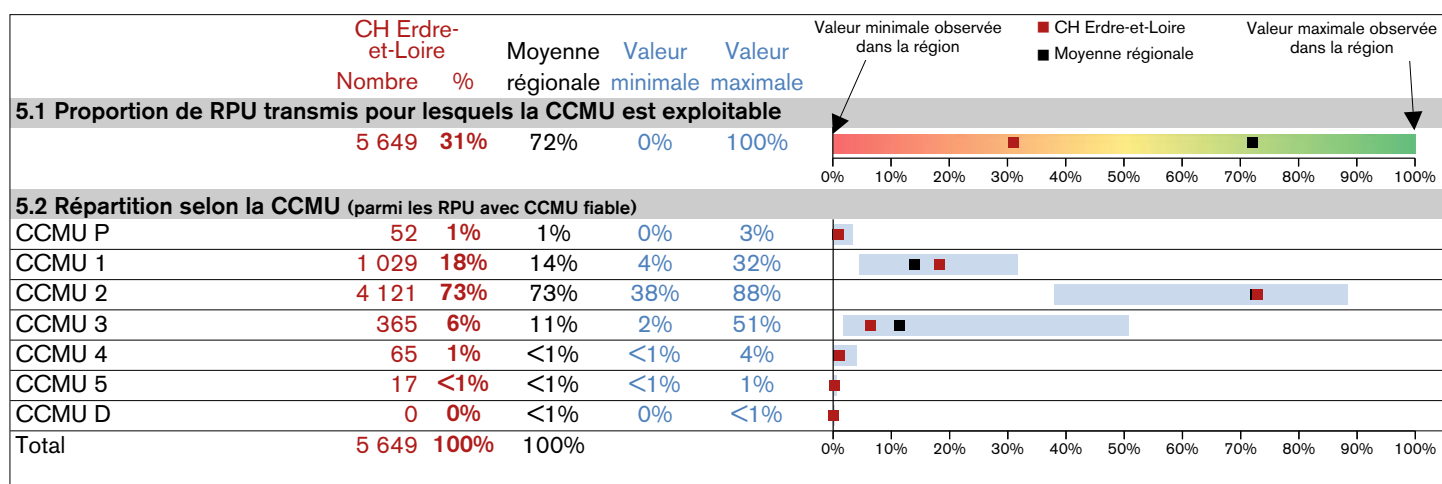 CH Erdre-et-Loire
Nombre % Moyenne régionale Valeur minimale Valeur maximale
Valeur minimale observée dans la région
CH Erdre-et-Loire
Moyenne régionale
Valeur maximale observée dans la région
5.1 Proportion de RPU transmis pour lesquels la CCMU est exploitable
5 649 31% 72% 0% 100%
0% 10% 20% 30% 40% 50% 60% 70% 80% 90% 100%
5.2 Répartition selon la CCMU (parmi les RPU avec CCMU fiable)
CCMU P 52 1% 1% 0% 3%
CCMU 1 1 029 18% 14% 4% 32%
CCMU 2 4 121 73% 73% 38% 88%
CCMU 3 365 6% 11% 2% 51%
CCMU 4 65 1% <1% <1% 4%
CCMU 5 17 <1% <1% <1% 1%
CCMU D 0 0% <1% 0% <1%
Total 5 649 100% 100%
0% 10% 20% 30% 40% 50% 60% 70% 80% 90% 100%